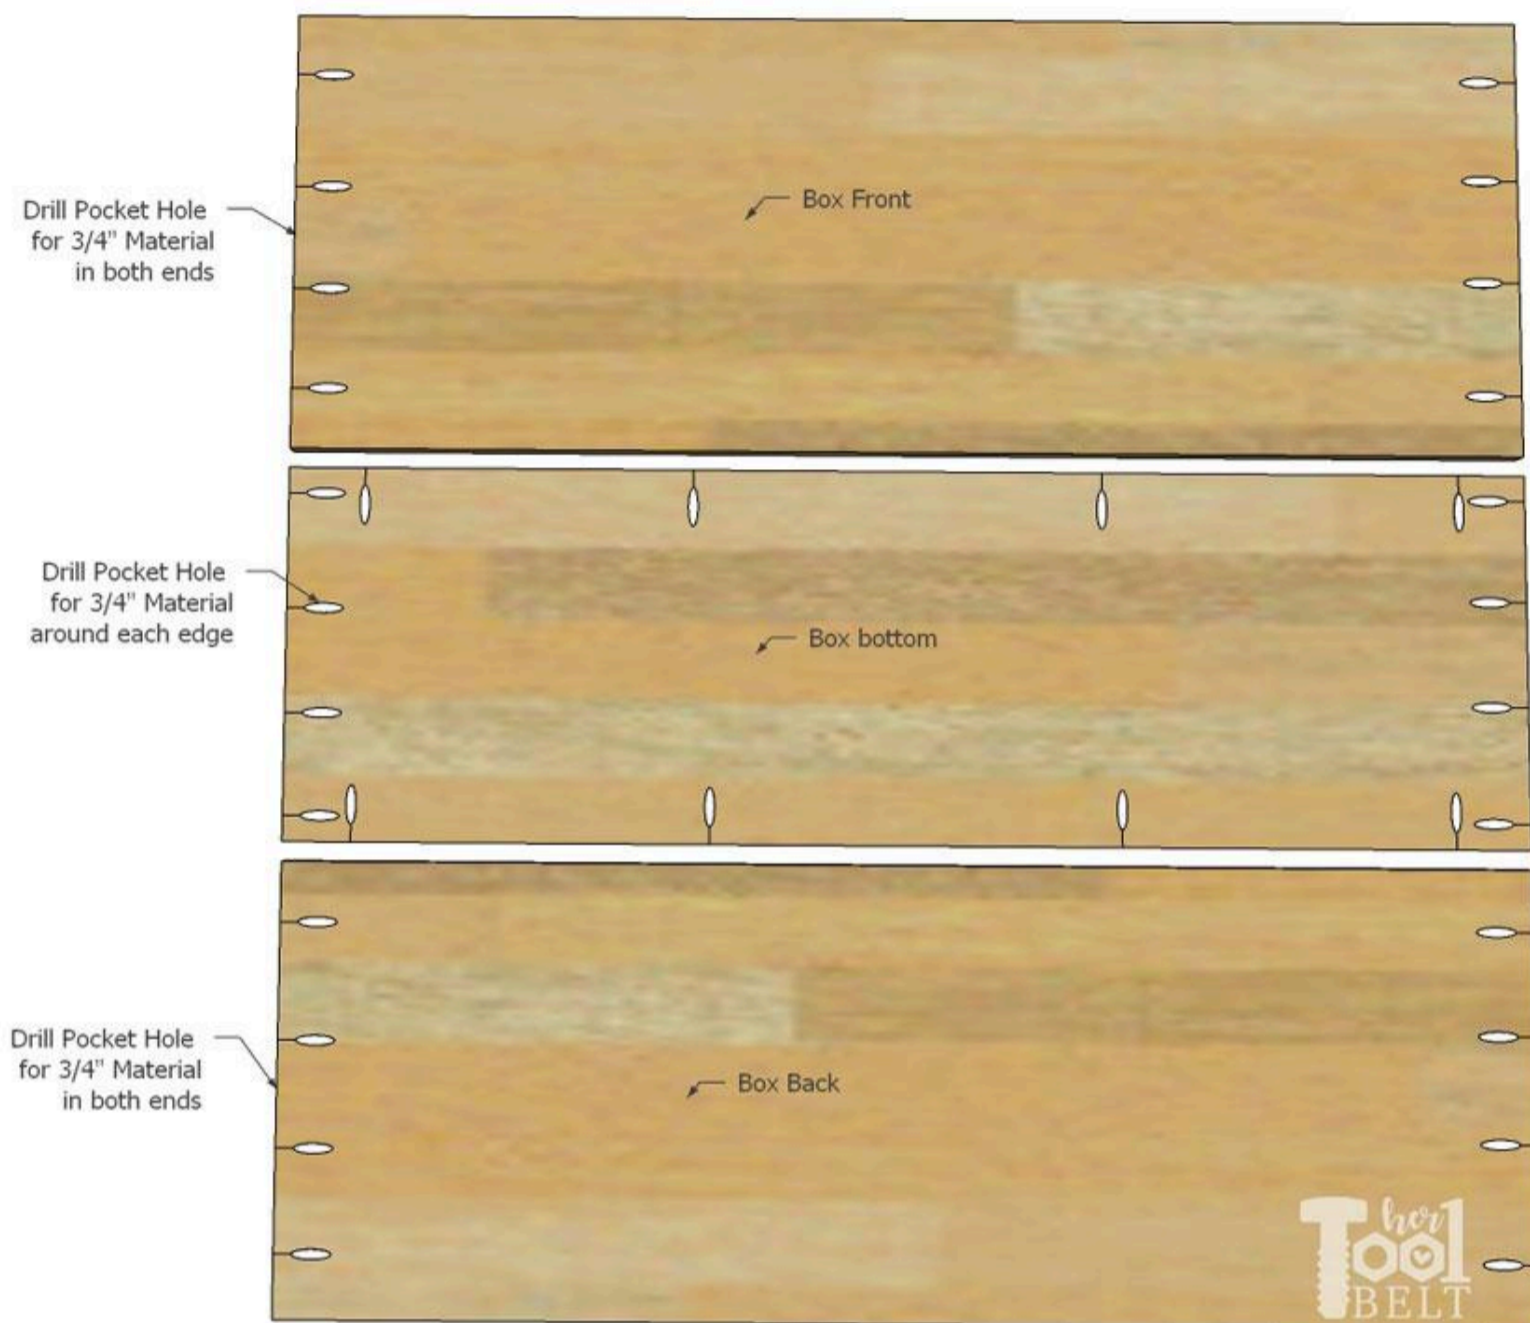 Drill Pocket Hole
for 3/4" Material
in both ends
Box Front
Drill Pocket Hole
for 3/4" Material
around each edge
Box bottom
Drill Pocket Hole
for 3/4" Material
in both ends
Box Back
her
Tool
BELT